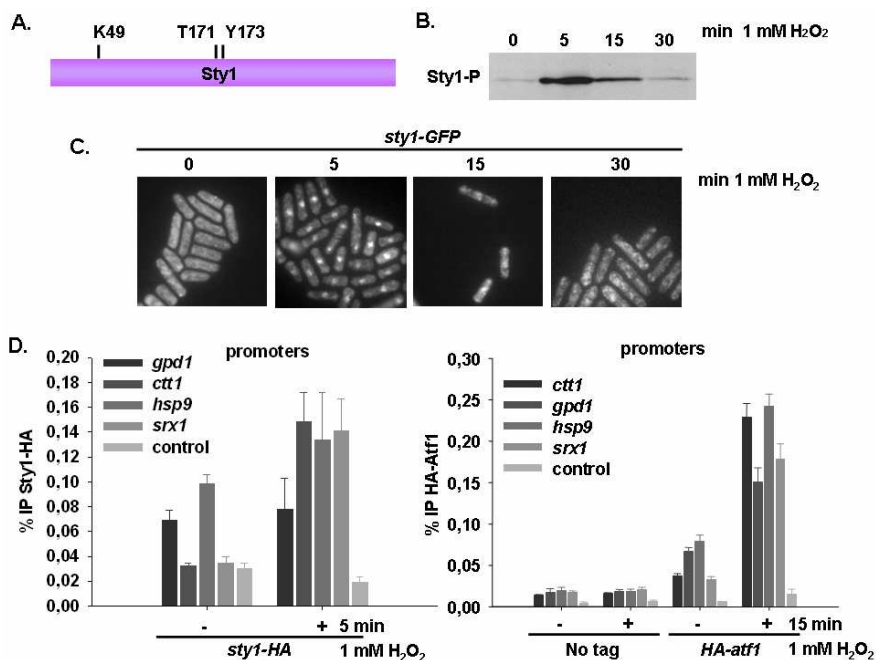 A.
K49 T171 Y173
Sty1
B.
min 1 mM H2O2
0 5 15 30
Sty1-P
C.
sty1-GFP
0 5 15 30
min 1 mM H2O2
D.
promoters
% IP Sty1-HA
0,20
0,18
0,16
0,14
0,12
0,10
0,08
0,06
0,04
0,02
0,00
gpd1
ctt1
hsp9
srx1
control
- + 5 min
sty1-HA 1 mM H2O2
promoters
% IP HA-Atf1
0,30
0,25
0,20
0,15
0,10
0,05
0,00
ctt1
gpd1
hsp9
srx1
control
- + - + 15 min
No tag HA-atf1 1 mM H2O2